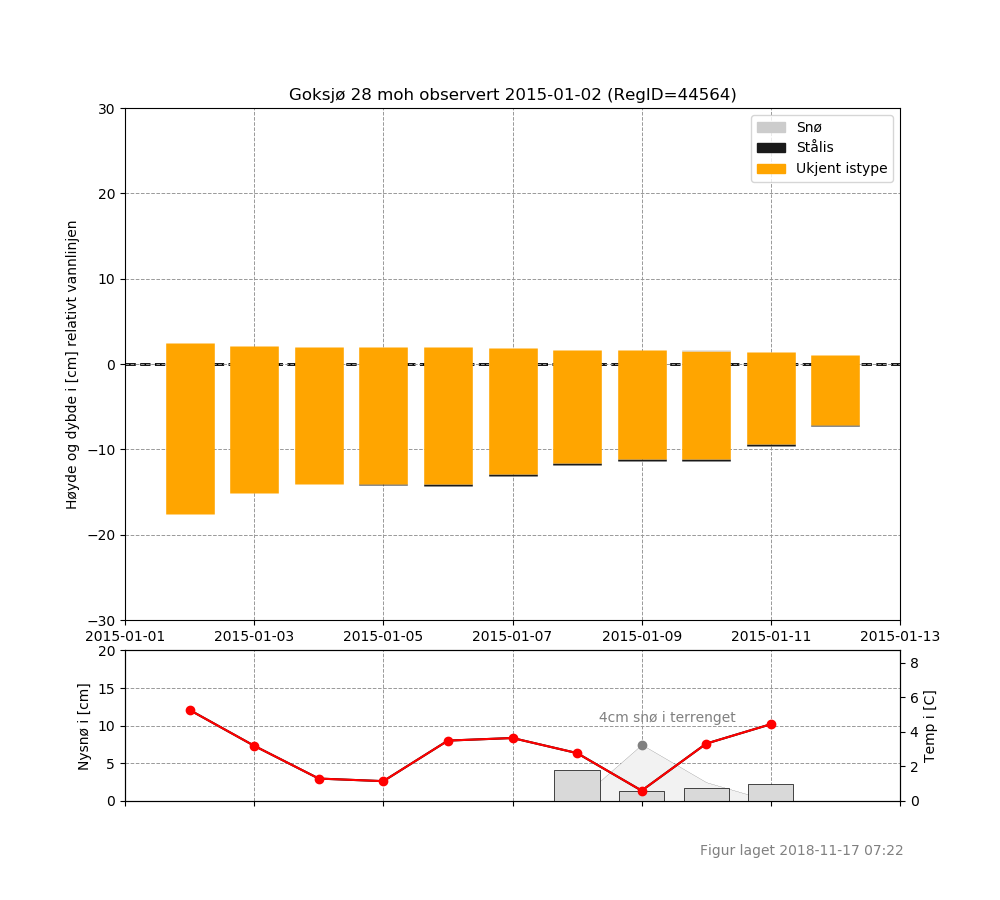 Goksjø 28 moh observert 2015-01-02 (RegID=44564)
Høyde og dybde i [cm] relativt vannlinjen
30
20
10
0
−10
−20
−30
Snø
Stålis
Ukjent istype
2015-01-01
2015-01-03
2015-01-05
2015-01-07
2015-01-09
2015-01-11
2015-01-13
Nysnø i [cm]
20
15
10
5
0
4cm snø i terrenget
8
6
4
2
0
Temp i [C]
Figur laget 2018-11-17 07:22